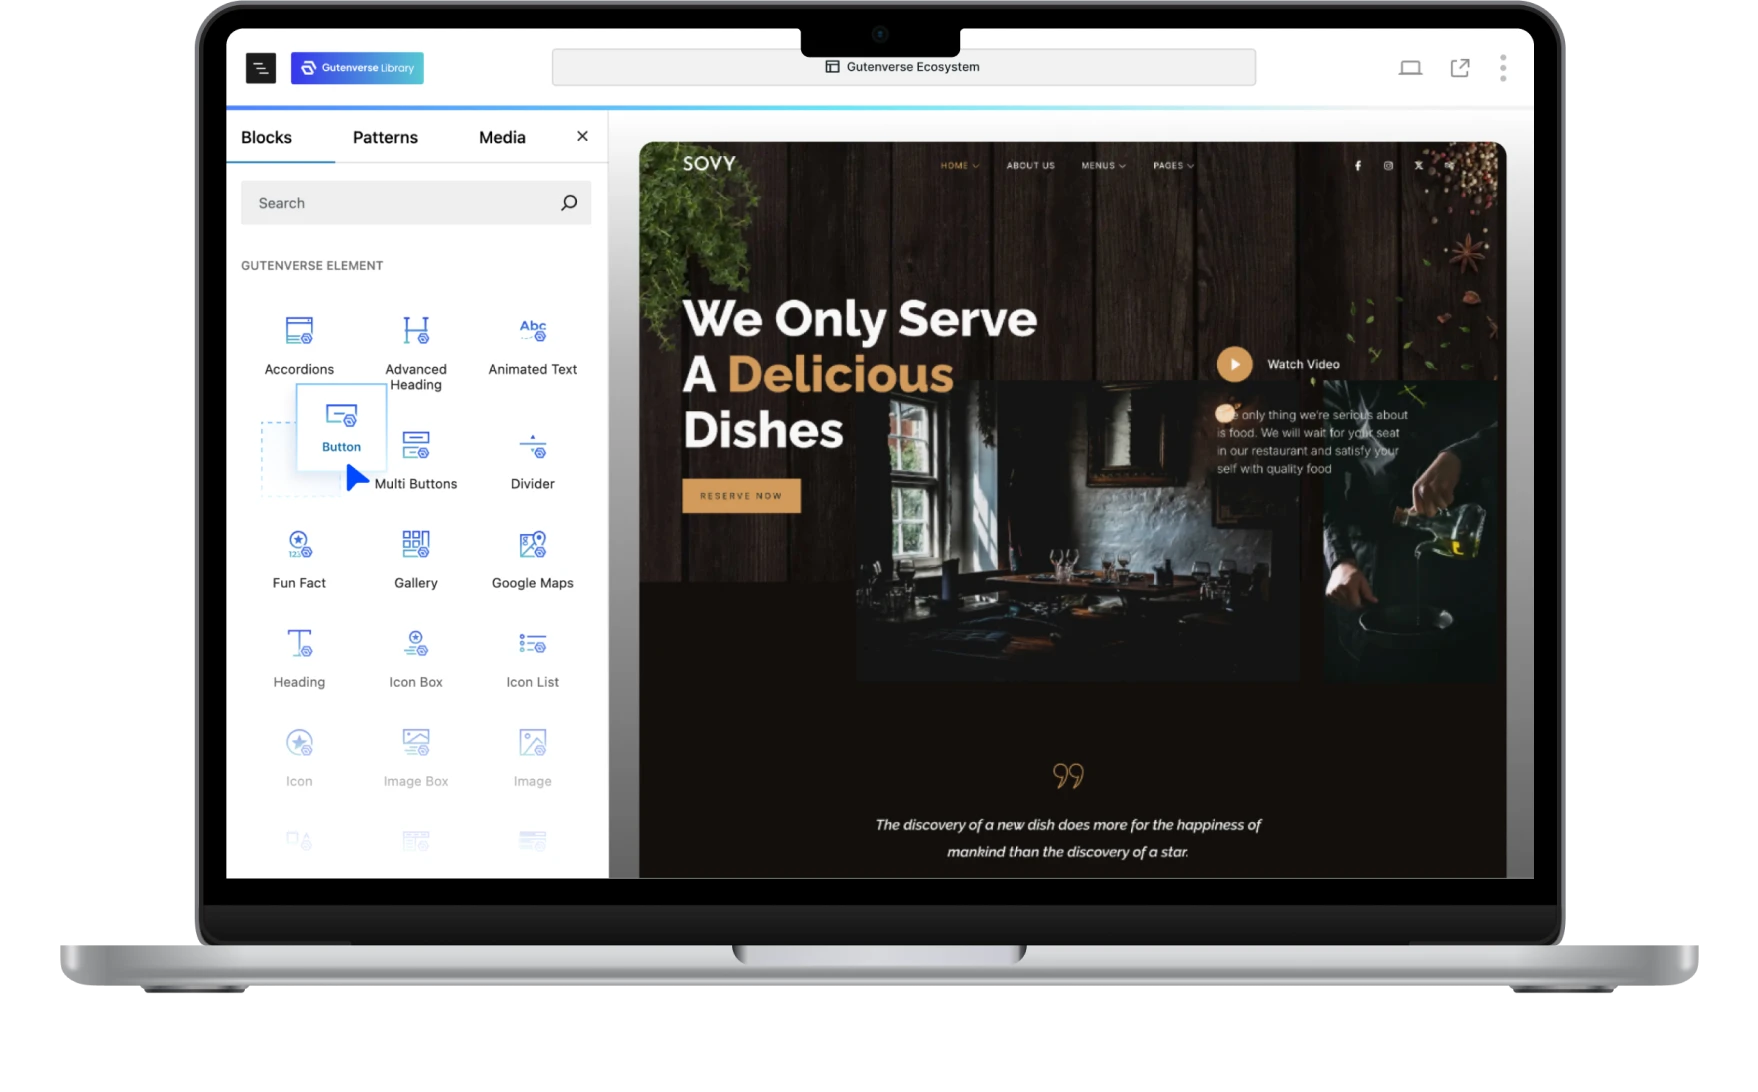 Gutenverse Library
Gutenverse Ecosystem
Blocks
Patterns
Media
Search
GUTENVERSE ELEMENT
Accordions
Advanced
Heading
Abc
Animated Text
Button
Multi Buttons
Divider
123
Fun Fact
Gallery
Google Maps
Heading
Icon Box
Icon List
Icon
Image Box
Image
SOVY
HOME
ABOUT US
MENUS
PAGES
We Only Serve
A Delicious
Dishes
RESERVE NOW
Watch Video
only thing we're serious about
is food. We will wait for your seat
in our restaurant and satisfy your
self with quality food
The discovery of a new dish does more for the happiness of
mankind than the discovery of a star.